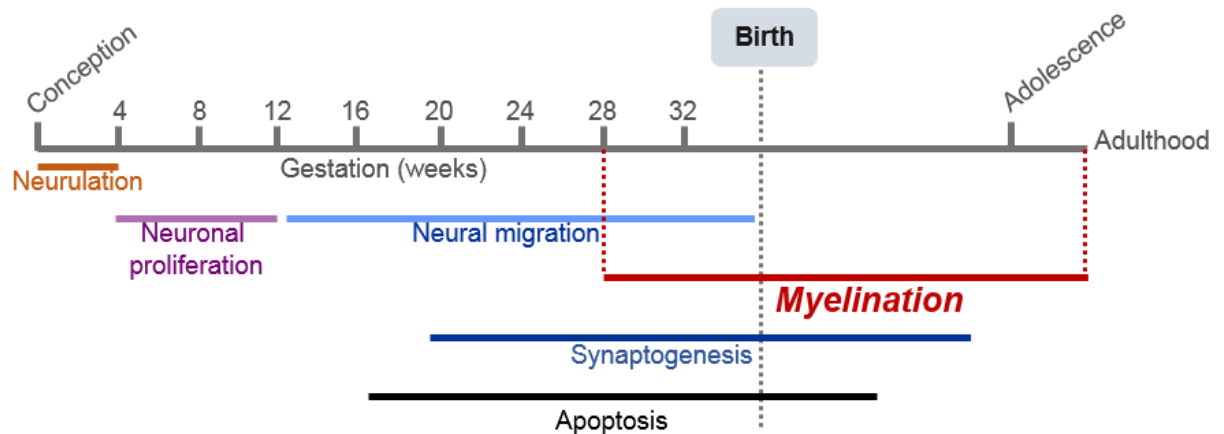 Birth
Conception
Adolescence
4 8 12 16 20 24 28 32
Adulthood
Gestation (weeks)
Neurulation
Neuronal
proliferation
Neural migration
Myelination
Synaptogenesis
Apoptosis